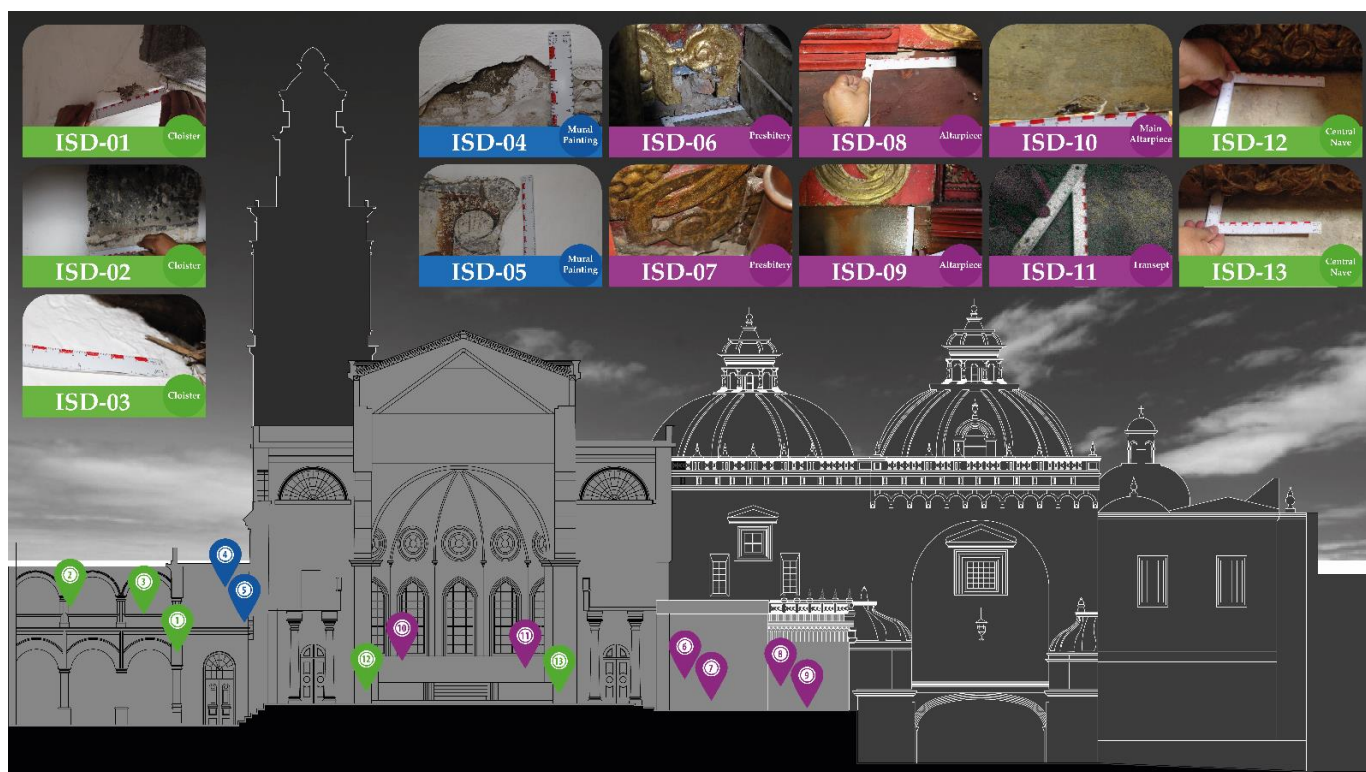 ISD-01
Cloister
ISD-04
Mural
Painting
ISD-06
Presbitery
ISD-08
Altarpiece
ISD-10
Main
Altarpiece
ISD-12
Central
Nave
ISD-02
Cloister
ISD-05
Mural
Painting
ISD-07
Presbitery
ISD-09
Altarpiece
ISD-11
Transept
ISD-13
Central
Nave
ISD-03
Cloister
4
2
3
5
1
10
11
12
13
6
7
8
9